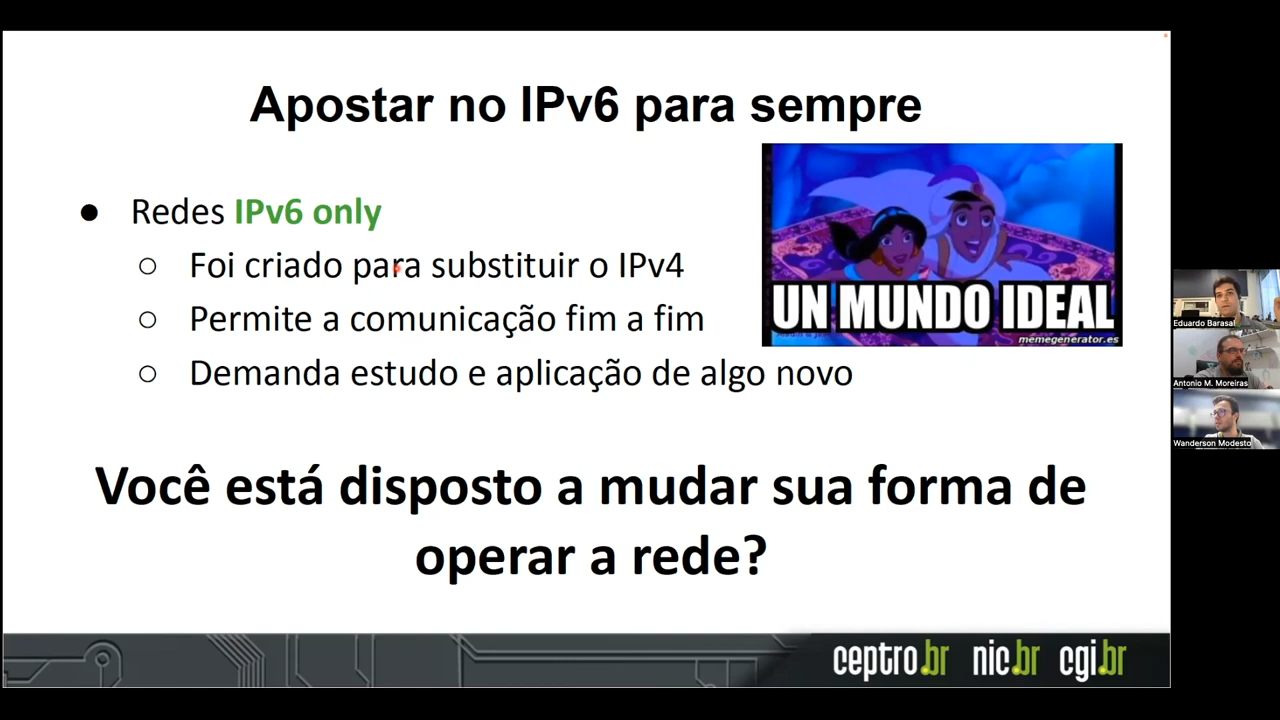 Apostar no IPv6 para sempre
● Redes IPv6 only
○ Foi criado para substituir o IPv4
○ Permite a comunicação fim a fim
○ Demanda estudo e aplicação de algo novo
UN MUNDO IDEAL
memegenerator.es
Você está disposto a mudar sua forma de
operar a rede?
ceptro.br nic.br cgi.br
Eduardo Barasal
Antonio M. Moreiras
Wanderson Modesto